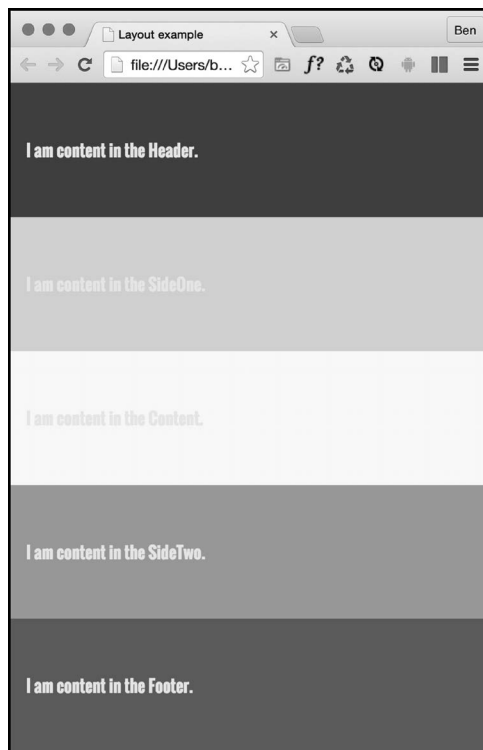 Layout example
Ben
file:///Users/b...
f?
I am content in the Header.
I am content in the SideOne.
I am content in the Content.
I am content in the SideTwo.
I am content in the Footer.